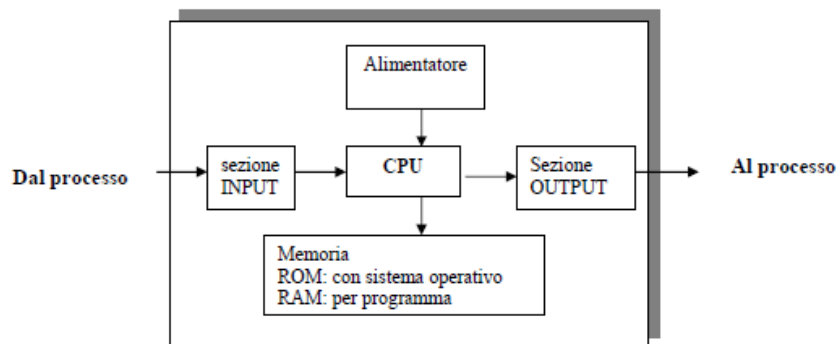 Alimentatore
Dal processo
sezione
INPUT
CPU
Sezione
OUTPUT
Al processo
Memoria
ROM: con sistema operativo
RAM: per programma